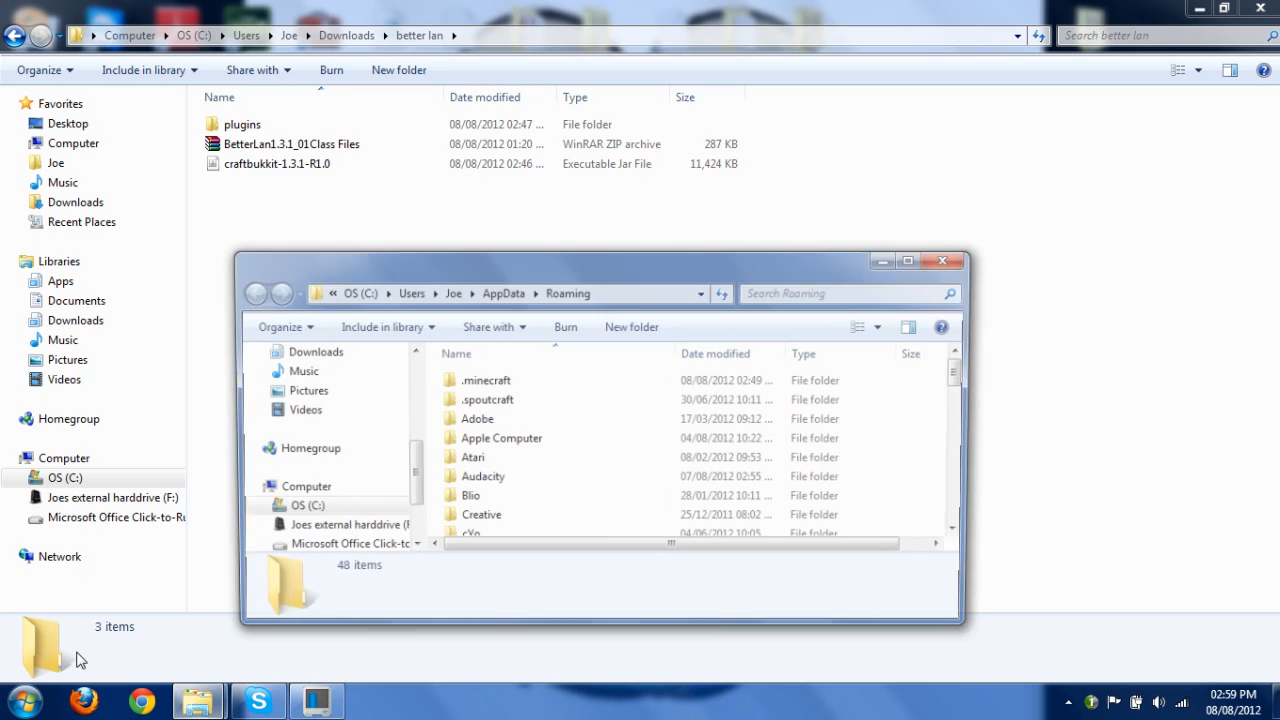 Computer OS (C:) Users Joe Downloads better lan Search better lan
Organize Include in library Share with Burn New folder
Name Date modified Type Size
plugins 08/08/2012 02:47 ... File folder
BetterLan1.3.1_01Class Files 08/08/2012 01:20 ... WinRAR ZIP archive 287 KB
craftbukkit-1.3.1-R1.0 08/08/2012 02:46 ... Executable Jar File 11,424 KB
Favorites
Desktop
Computer
Joe
Music
Downloads
Recent Places
Libraries
Apps
Documents
Downloads
Music
Pictures
Videos
Homegroup
Computer
OS (C:)
Joes external harddrive (F:)
Microsoft Office Click-to-Ru
Network
3 items
« OS (C:) Users Joe AppData Roaming Search Roaming
Organize Include in library Share with Burn New folder
Downloads
Music
Pictures
Videos
Homegroup
Computer
OS (C:)
Joes external harddrive (F
Microsoft Office Click-to
Name Date modified Type Size
.minecraft 08/08/2012 02:49 ... File folder
.spoutcraft 30/06/2012 10:11 ... File folder
Adobe 17/03/2012 09:12 ... File folder
Apple Computer 04/08/2012 10:22 ... File folder
Atari 08/02/2012 09:53 ... File folder
Audacity 07/08/2012 02:55 ... File folder
Blio 28/01/2012 10:11 ... File folder
Creative 25/12/2011 08:02 ... File folder
cYo 04/06/2012 10:05 ... File folder
48 items
02:59 PM
08/08/2012